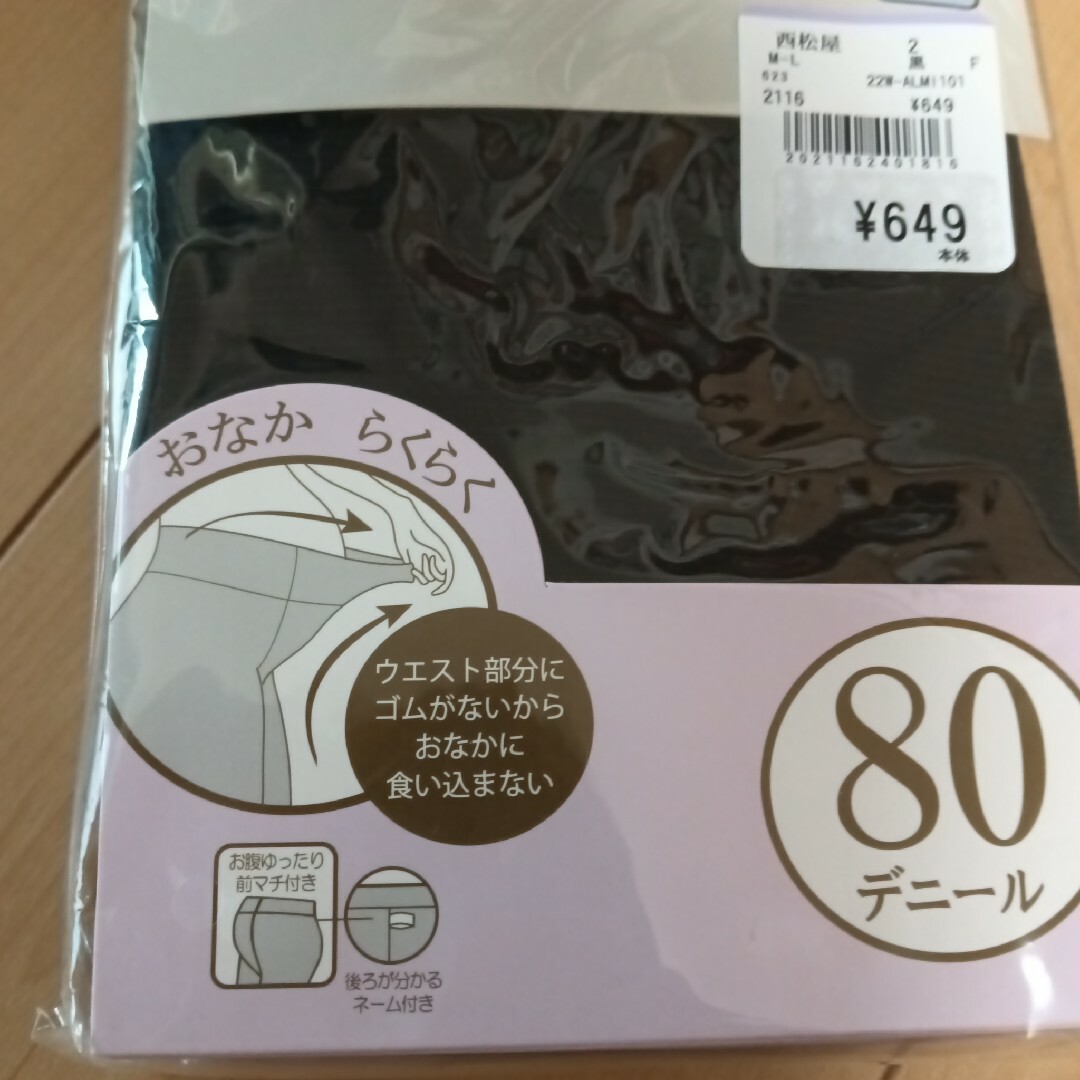 西松屋 2
M-L 黒 F
623 22W-ALM1101
2116 ¥649
2021162401816
¥649
本体
おなか らくらく
ウエスト部分に
ゴムがないから
おなかに
食い込まない
80
デニール
お腹ゆったり
前マチ付き
後ろが分かる
ネーム付き